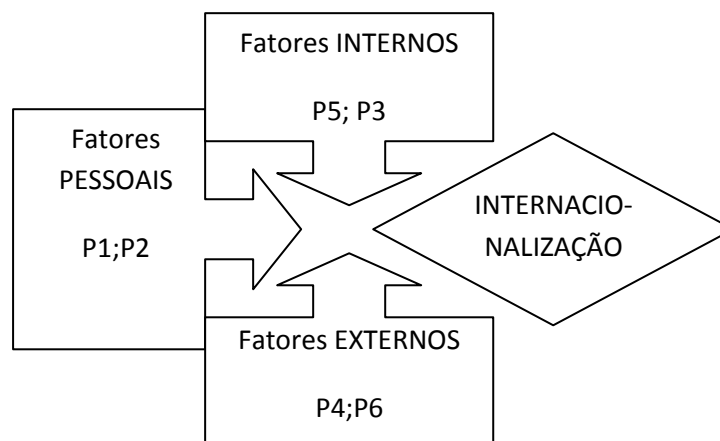 Fatores INTERNOS
P5; P3
Fatores
PESSOAIS
P1;P2
INTERNACIO-
NALIZAÇÃO
Fatores EXTERNOS
P4;P6